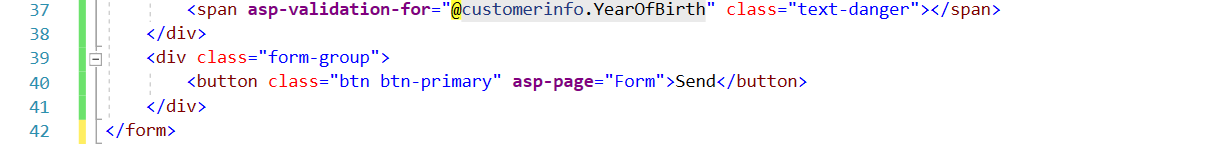 37 <span asp-validation-for="@customerinfo.YearOfBirth" class="text-danger"></span>
38 </div>
39 <div class="form-group">
40 <button class="btn btn-primary" asp-page="Form">Send</button>
41 </div>
42 </form>